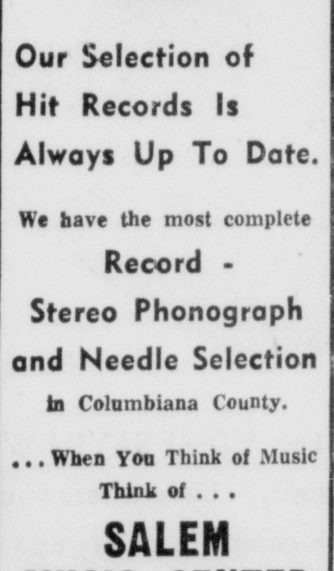 Our Selection of
Hit Records Is
Always Up To Date.
We have the most complete
Record -
Stereo Phonograph
and Needle Selection
in Columbiana County.
...When You Think of Music
Think of ...
SALEM